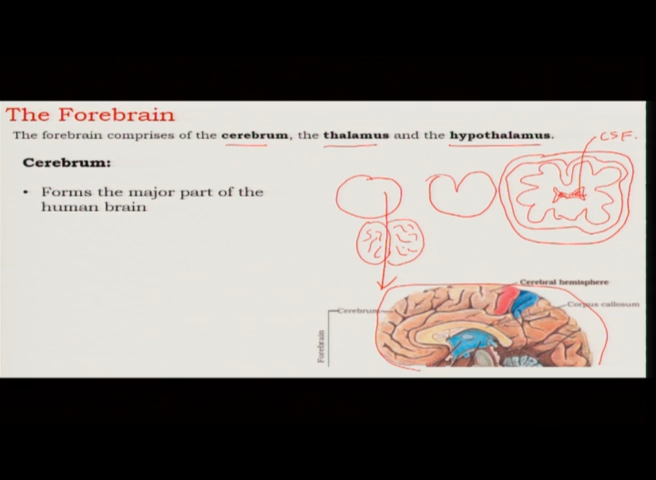 The Forebrain
The forebrain comprises of the cerebrum, the thalamus and the hypothalamus.
CSF.
Cerebrum:
• Forms the major part of the
human brain
Cerebral hemisphere
Corpus callosum
Cerebrum
Forebrain